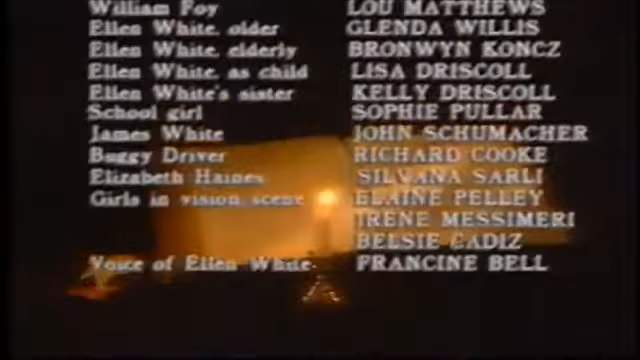 William Foy LOU MATTHEWS
Ellen White, older GLENDA WILLIS
Ellen White, elderly BRONWYN KONCZ
Ellen White, as child LISA DRISCOLL
Ellen White's sister KELLY DRISCOLL
School girl SOPHIE PULLAR
James White JOHN SCHUMACHER
Buggy Driver RICHARD COOKE
Elizabeth Haines SILVANA SARLI
Girls in vision scene ELAINE PELLEY
IRENE MESSIMERI
BELSIE CADIZ
Voice of Ellen White FRANCINE BELL